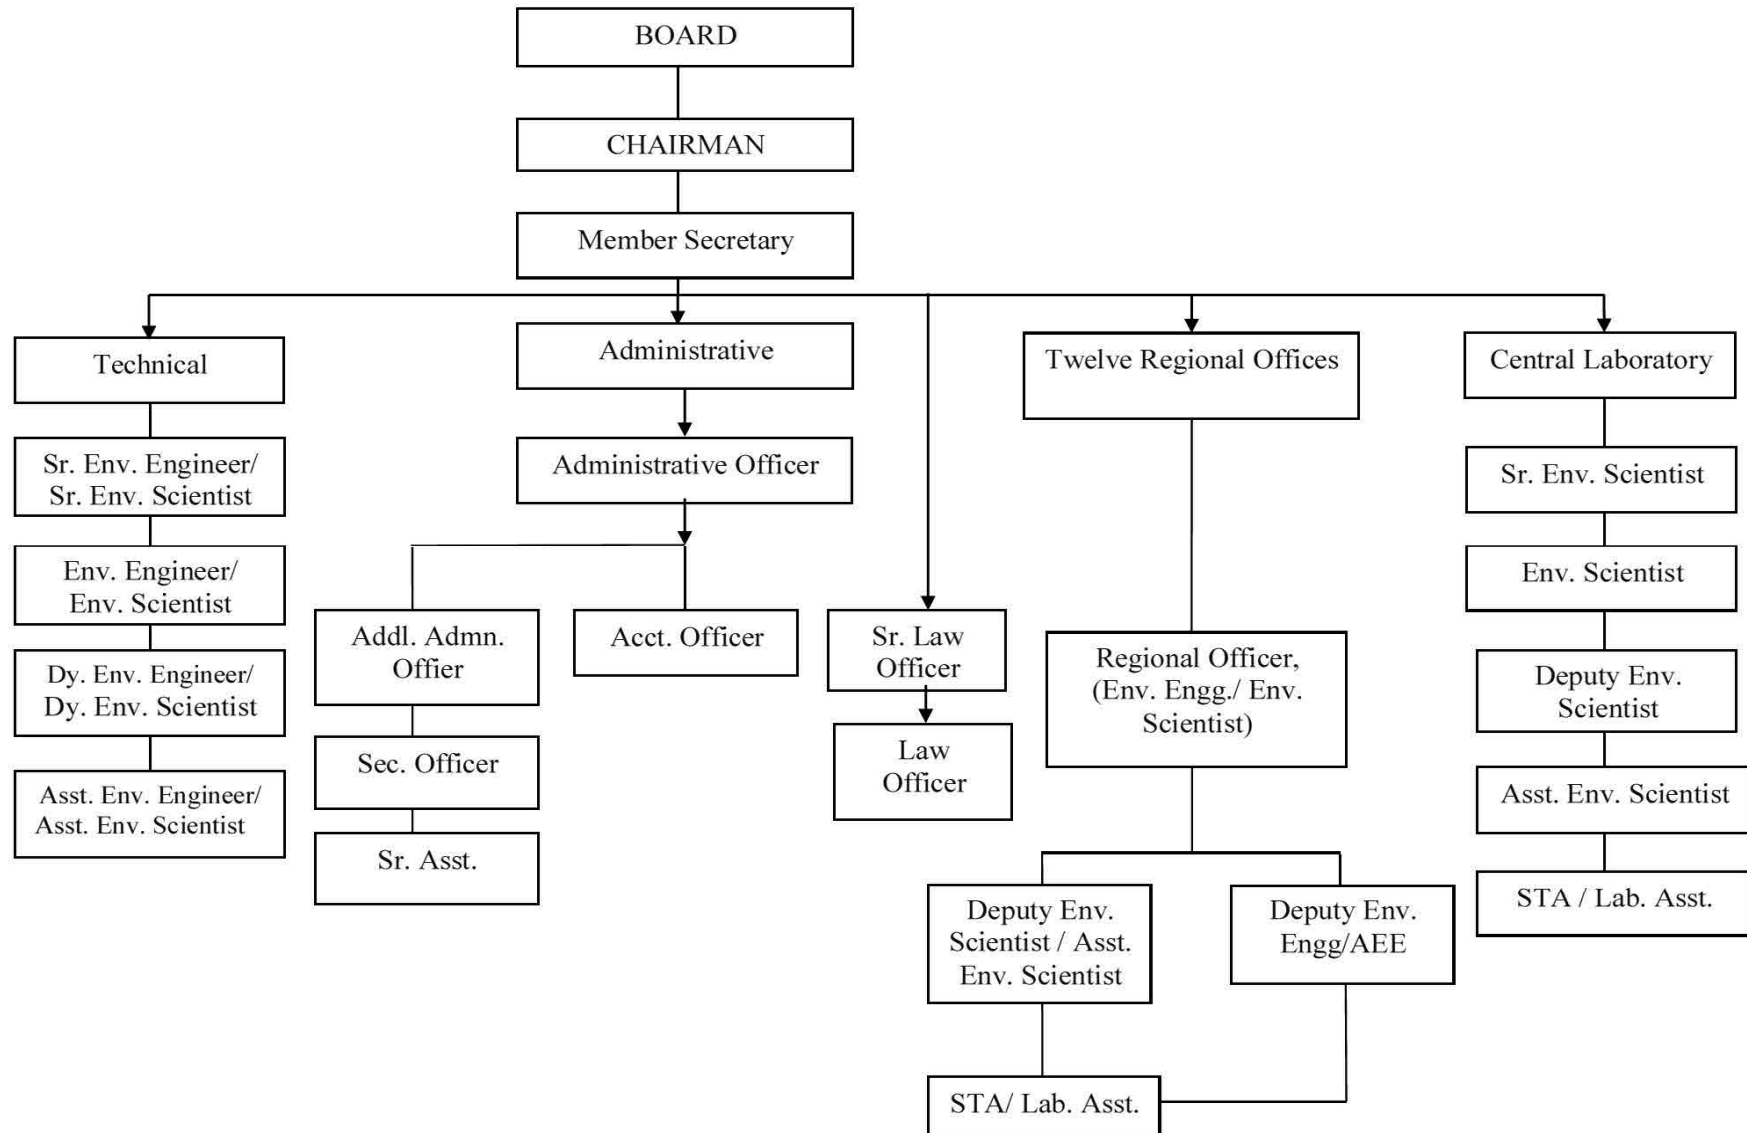 BOARD
CHAIRMAN
Member Secretary
Technical
Administrative
Twelve Regional Offices
Central Laboratory
Sr. Env. Engineer/
Sr. Env. Scientist
Administrative Officer
Sr. Env. Scientist
Env. Engineer/
Env. Scientist
Env. Scientist
Addl. Admn.
Offier
Acct. Officer
Sr. Law
Officer
Regional Officer,
(Env. Engg./ Env.
Scientist)
Dy. Env. Engineer/
Dy. Env. Scientist
Deputy Env.
Scientist
Sec. Officer
Law
Officer
Asst. Env. Engineer/
Asst. Env. Scientist
Asst. Env. Scientist
Sr. Asst.
Deputy Env.
Scientist / Asst.
Env. Scientist
Deputy Env.
Engg/AEE
STA / Lab. Asst.
STA/ Lab. Asst.